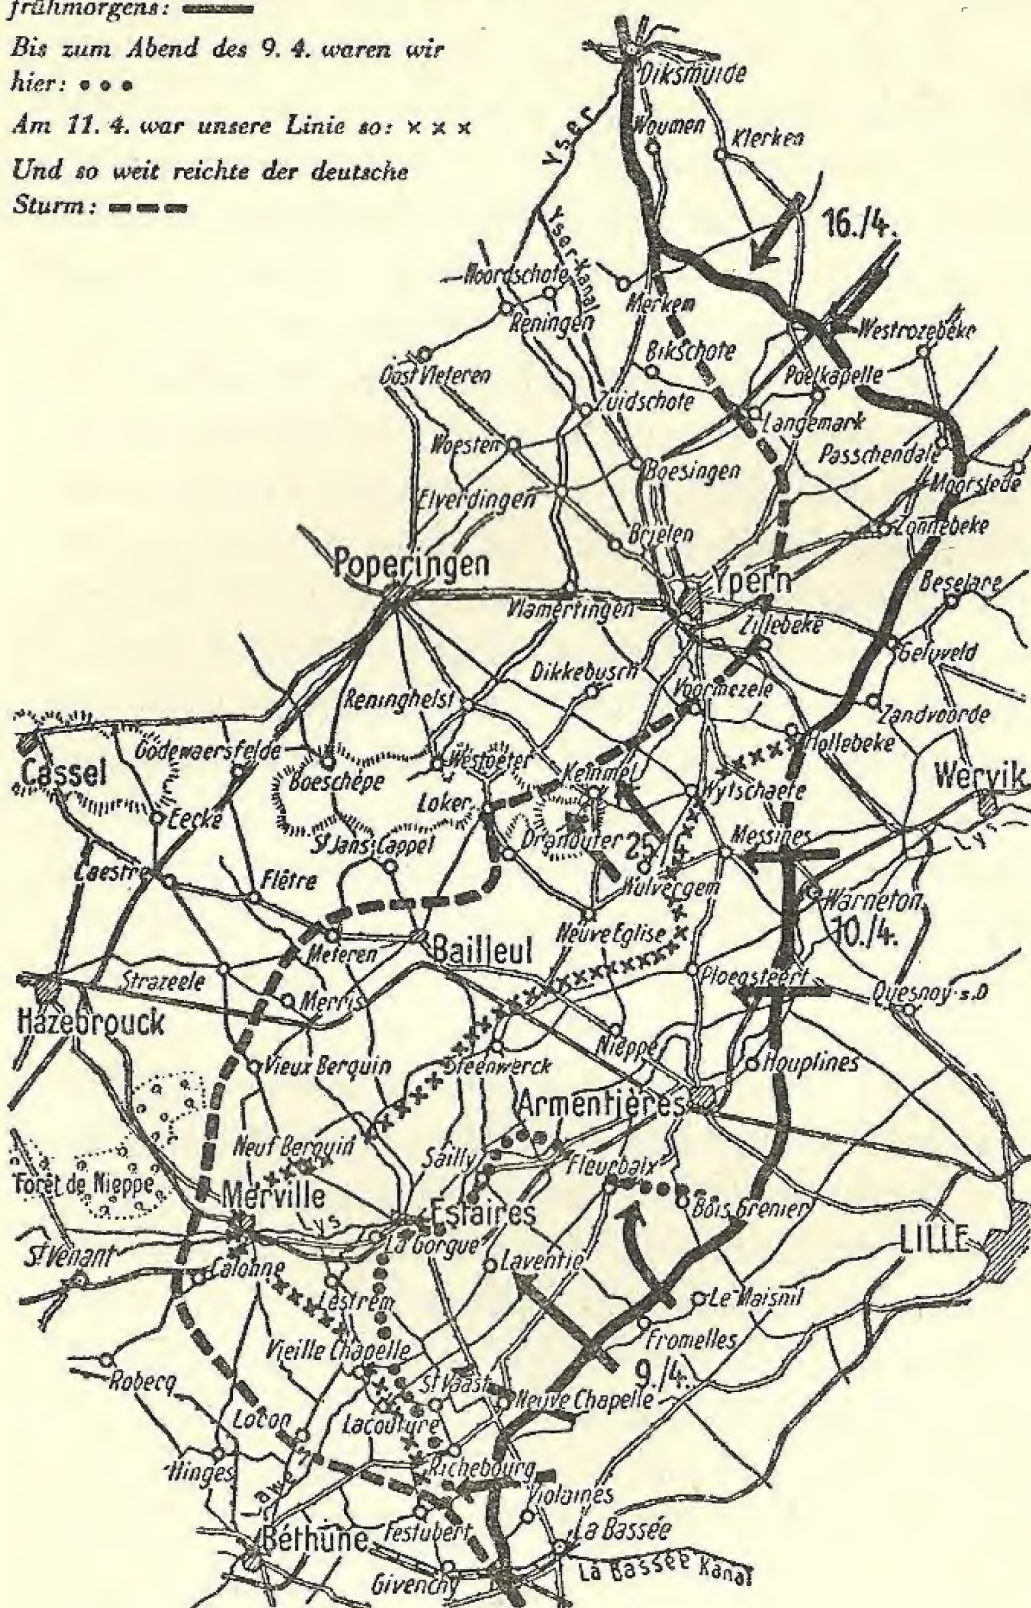 frühmorgens:
Bis zum Abend des 9. 4. waren wir
hier: • • •
Am 11. 4. war unsere Linie so: × × ×
Und so weit reichte der deutsche
Sturm:
Diksmuide
Yser
Woumen
Klerken
16./4.
Yser-Kanal
Noordschote
Merkem
Reningen
Westrozebeke
Bikschote
Oost Vleteren
Poelkapelle
Zuidschote
Langemark
Woesten
Passchendale
Boesingen
Moorslede
Elverdingen
Zonnebeke
Brielen
Poperingen
Ypern
Beselare
Vlamertingen
Zillebeke
Geluveld
Dikkebusch
Voormezele
Reninghelst
Zandvoorde
Hollebeke
Godewaersfelde
Westoeter
Kemmel
Cassel
Boeschepe
Wytschaete
Wervik
Loker
Eecke
Dranouter
25./4.
Messines
Lys
St Jans Cappel
Caestre
Flêtre
Wulvergem
Warneton
10./4.
Neuve Eglise
Meteren
Bailleul
Ploegsteert
Strazeele
Merris
Quesnoy·s.D
Hazebrouck
Nieppe
Vieux Berquin
Steenwerck
Houplines
Armentières
Neuf Berquin
Sailly
Fleurbaix
Forêt de Nieppe
Merville
Lys
Estaires
Bois Grenier
LILLE
La Gorgue
St Venant
Calonne
Laventie
Lestrem
Le Maisnil
Fromelles
Vieille Chapelle
9./4.
Robecq
St Vaast
Neuve Chapelle
Locon
Lacouture
Hinges
Richebourg
Lawe
Violaines
Béthune
Festubert
La Bassée
Givenchy
La Bassée Kanal